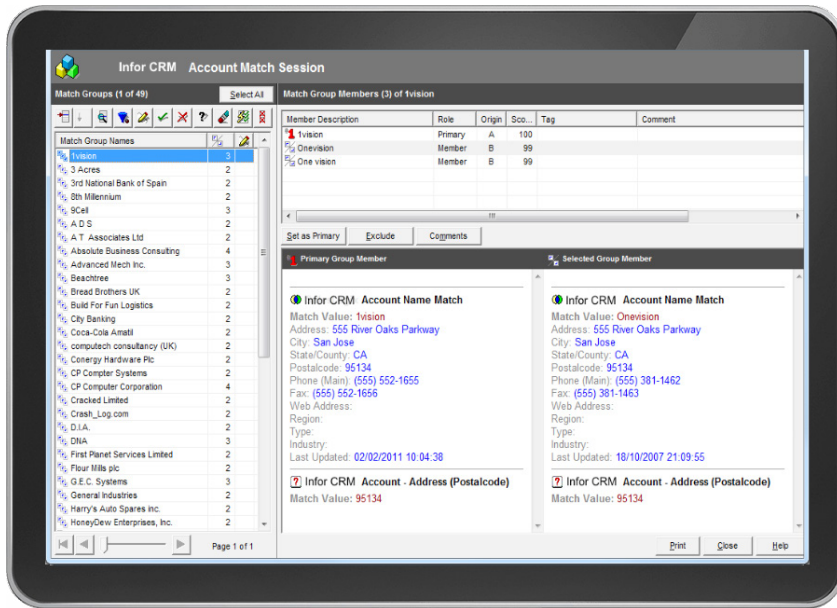 Infor CRM Account Match Session
Match Groups (1 of 49)
Select All
Match Group Names
1vision 3
3 Acres 2
3rd National Bank of Spain 2
8th Millennium 2
9Cell 3
A D S 2
A T Associates Ltd 2
Absolute Business Consulting 4
Advanced Mech Inc. 3
Beachtree 3
Bread Brothers UK 2
Build For Fun Logistics 2
City Banking 2
Coca-Cola Amatil 2
computech consultancy (UK) 2
Conergy Hardware Plc 2
CP Compter Systems 2
CP Computer Corporation 4
Cracked Limited 2
Crash_Log.com 2
D.I.A. 2
DNA 3
First Planet Services Limited 2
Flour Mills plc 2
G.E.C. Systems 3
General Industries 2
Harry's Auto Spares inc. 2
HoneyDew Enterprises, Inc. 2
Page 1 of 1
Match Group Members (3) of 1vision
Member Description Role Origin Sco... Tag Comment
1vision Primary A 100
Onevision Member B 99
One vision Member B 99
Set as Primary Exclude Comments
Primary Group Member
Infor CRM Account Name Match
Match Value: 1vision
Address: 555 River Oaks Parkway
City: San Jose
State/County: CA
Postalcode: 95134
Phone (Main): (555) 552-1655
Fax: (555) 552-1656
Web Address:
Region:
Type:
Industry:
Last Updated: 02/02/2011 10:04:38
Infor CRM Account - Address (Postalcode)
Match Value: 95134
Selected Group Member
Infor CRM Account Name Match
Match Value: Onevision
Address: 555 River Oaks Parkway
City: San Jose
State/County: CA
Postalcode: 95134
Phone (Main): (555) 381-1462
Fax: (555) 381-1463
Web Address:
Region:
Type:
Industry:
Last Updated: 18/10/2007 21:09:55
Infor CRM Account - Address (Postalcode)
Match Value: 95134
Print Close Help